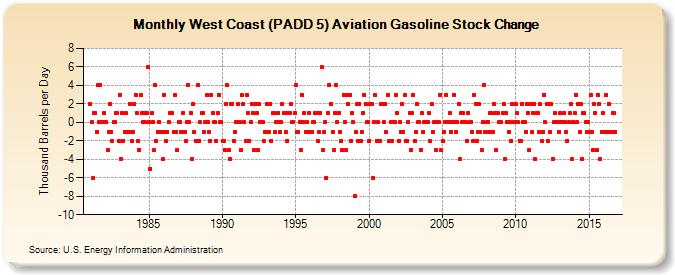 Monthly West Coast (PADD 5) Aviation Gasoline Stock Change
Thousand Barrels per Day
8
6
4
2
0
-2
-4
-6
-8
-10
1985 1990 1995 2000 2005 2010 2015
Source: U.S. Energy Information Administration